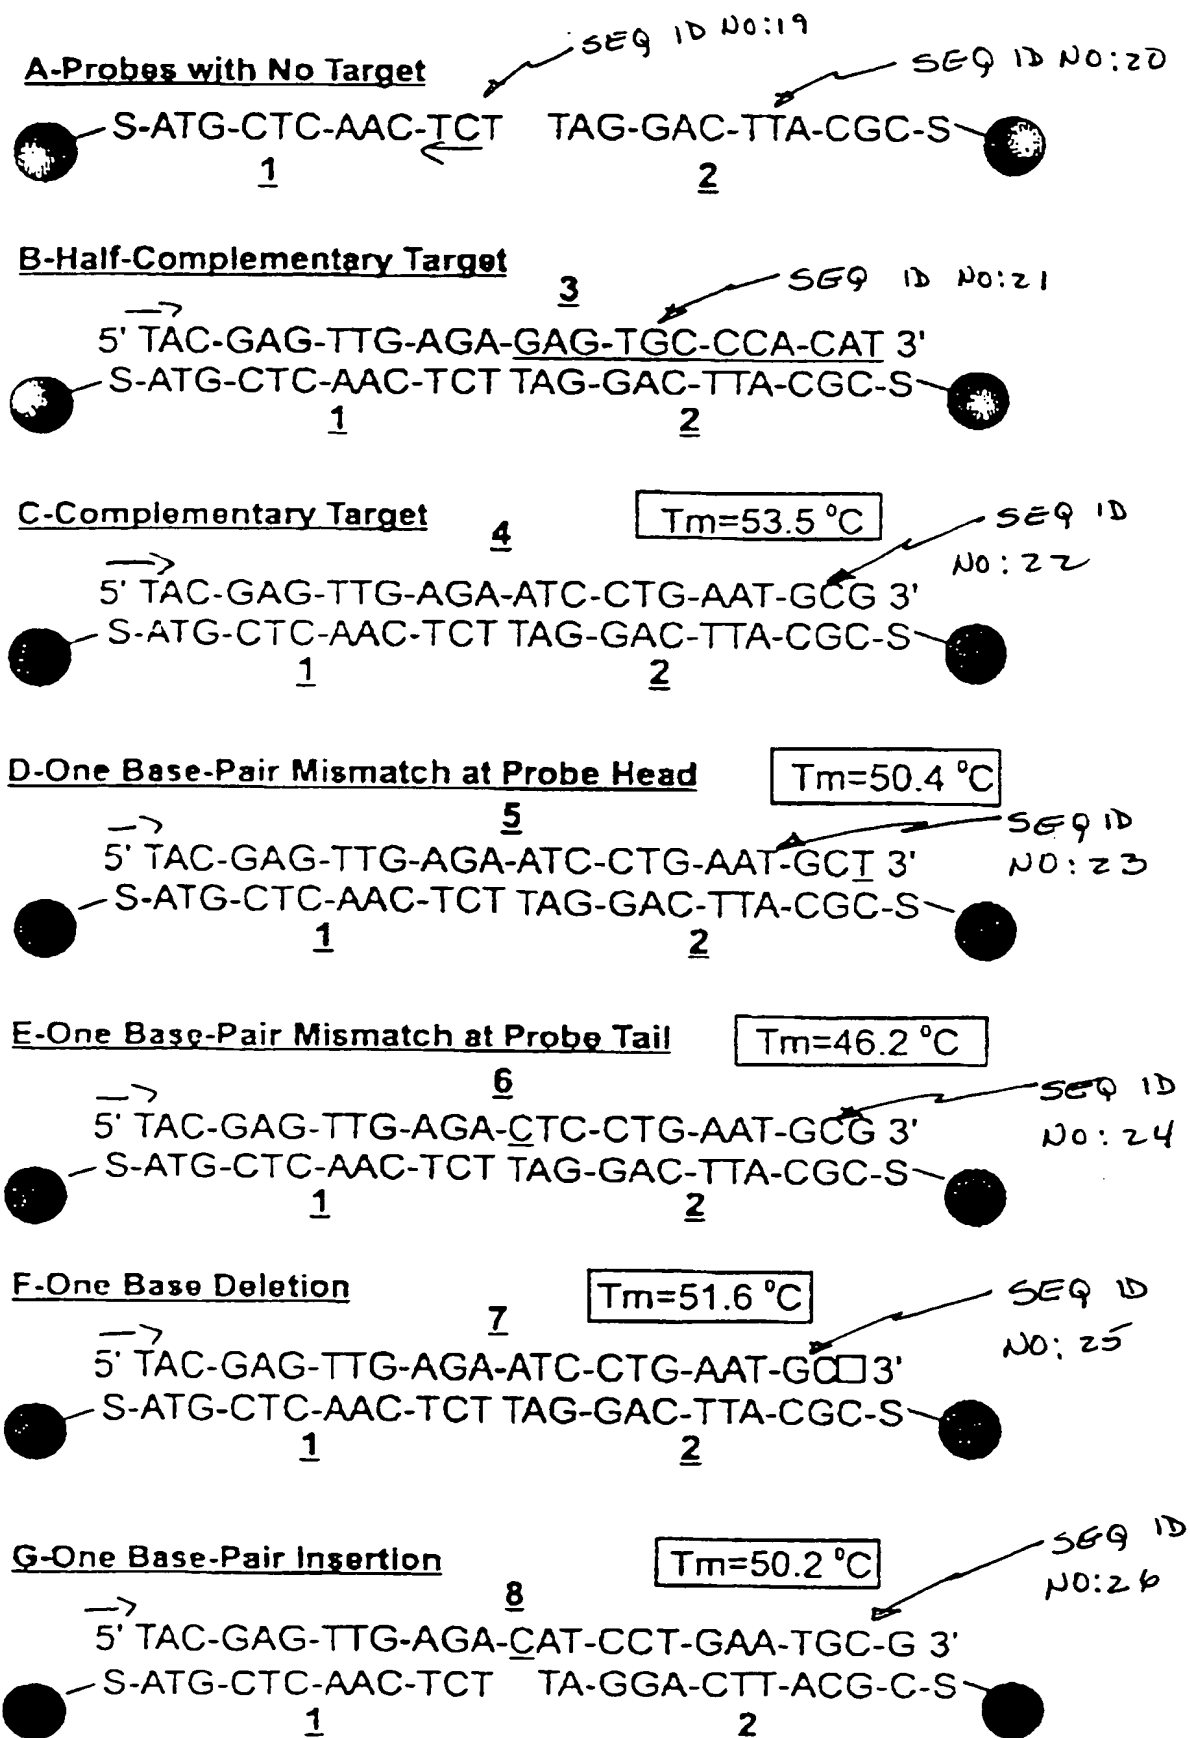 SEQ ID NO:19
A-Probes with No Target
SEQ ID NO:20
S-ATG-CTC-AAC-TCT TAG-GAC-TTA-CGC-S
1 2
B-Half-Complementary Target
3
SEQ ID NO:21
5' TAC-GAG-TTG-AGA-GAG-TGC-CCA-CAT 3'
S-ATG-CTC-AAC-TCT TAG-GAC-TTA-CGC-S
1 2
C-Complementary Target
Tm=53.5 °C
4
SEQ ID
NO:22
5' TAC-GAG-TTG-AGA-ATC-CTG-AAT-GCG 3'
S-ATG-CTC-AAC-TCT TAG-GAC-TTA-CGC-S
1 2
D-One Base-Pair Mismatch at Probe Head
Tm=50.4 °C
5
SEQ ID
NO:23
5' TAC-GAG-TTG-AGA-ATC-CTG-AAT-GCT 3'
S-ATG-CTC-AAC-TCT TAG-GAC-TTA-CGC-S
1 2
E-One Base-Pair Mismatch at Probe Tail
Tm=46.2 °C
6
SEQ ID
NO:24
5' TAC-GAG-TTG-AGA-CTC-CTG-AAT-GCG 3'
S-ATG-CTC-AAC-TCT TAG-GAC-TTA-CGC-S
1 2
F-One Base Deletion
Tm=51.6 °C
7
SEQ ID
NO:25
5' TAC-GAG-TTG-AGA-ATC-CTG-AAT-GC□ 3'
S-ATG-CTC-AAC-TCT TAG-GAC-TTA-CGC-S
1 2
G-One Base-Pair Insertion
Tm=50.2 °C
8
SEQ ID
NO:26
5' TAC-GAG-TTG-AGA-CAT-CCT-GAA-TGC-G 3'
S-ATG-CTC-AAC-TCT TA-GGA-CTT-ACG-C-S
1 2